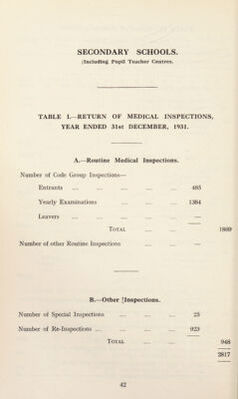 SECONDARY SCHOOLS.
(Including Pupil Teacher Centres.
TABLE I.—RETURN OF MEDICAL INSPECTIONS,
YEAR ENDED 31st DECEMBER, 1931.
A.—Routine Medical Inspections.
Number of Code Group Inspections—
Entrants ... ... ... ... ... 485
Yearly Examinations ... ... ... 1384
Leavers ... ... ... ... ... —
TOTAL ... ... 1869
Number of other Routine Inspections ... ... —
B.—Other Inspections.
Number of Special Inspections ... ... ... 25
Number of Re-Inspections ... ... ... ... 923
TOTAL ... ... 948
2817
42